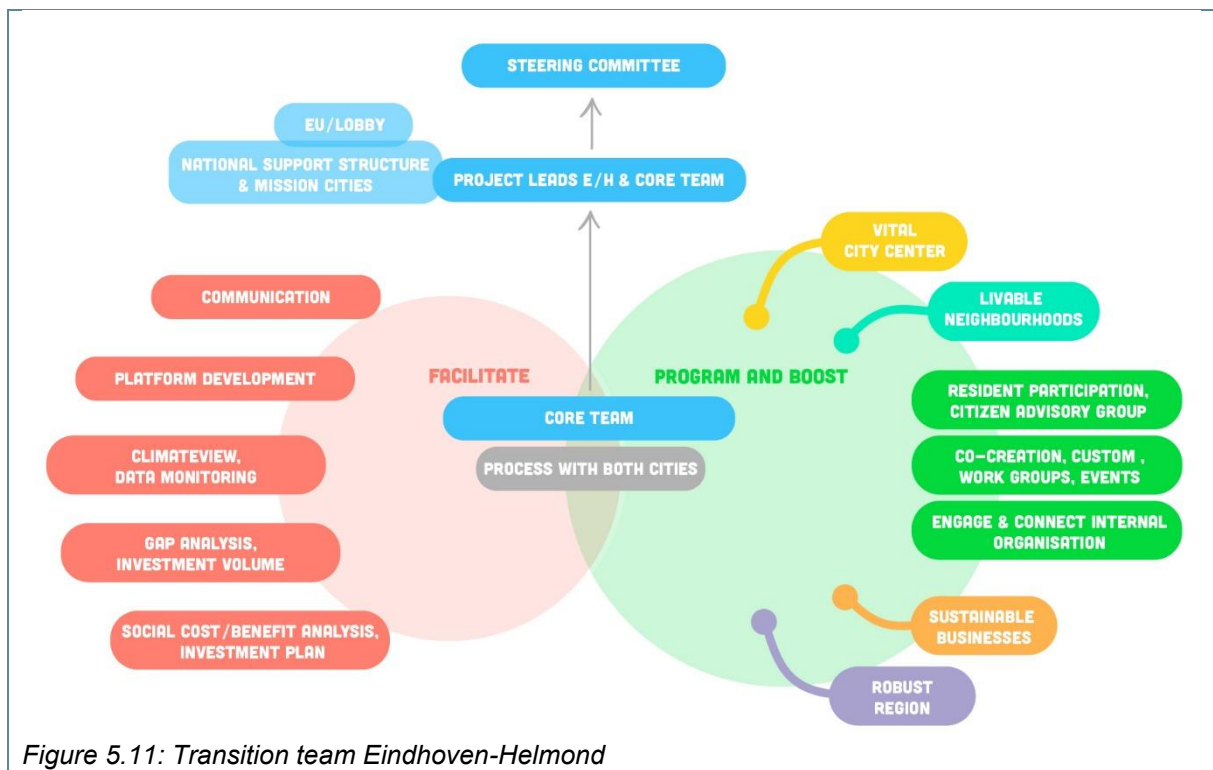 STEERING COMMITTEE
EU/LOBBY
NATIONAL SUPPORT STRUCTURE
& MISSION CITIES
PROJECT LEADS E/H & CORE TEAM
VITAL
CITY CENTER
COMMUNICATION
LIVABLE
NEIGHBOURHOODS
PLATFORM DEVELOPMENT
FACILITATE
PROGRAM AND BOOST
RESIDENT PARTICIPATION,
CITIZEN ADVISORY GROUP
CORE TEAM
PROCESS WITH BOTH CITIES
CLIMATEVIEW,
DATA MONITORING
CO-CREATION, CUSTOM ,
WORK GROUPS, EVENTS
ENGAGE & CONNECT INTERNAL
ORGANISATION
GAP ANALYSIS,
INVESTMENT VOLUME
SOCIAL COST/BENEFIT ANALYSIS,
INVESTMENT PLAN
SUSTAINABLE
BUSINESSES
ROBUST
REGION
Figure 5.11: Transition team Eindhoven-Helmond